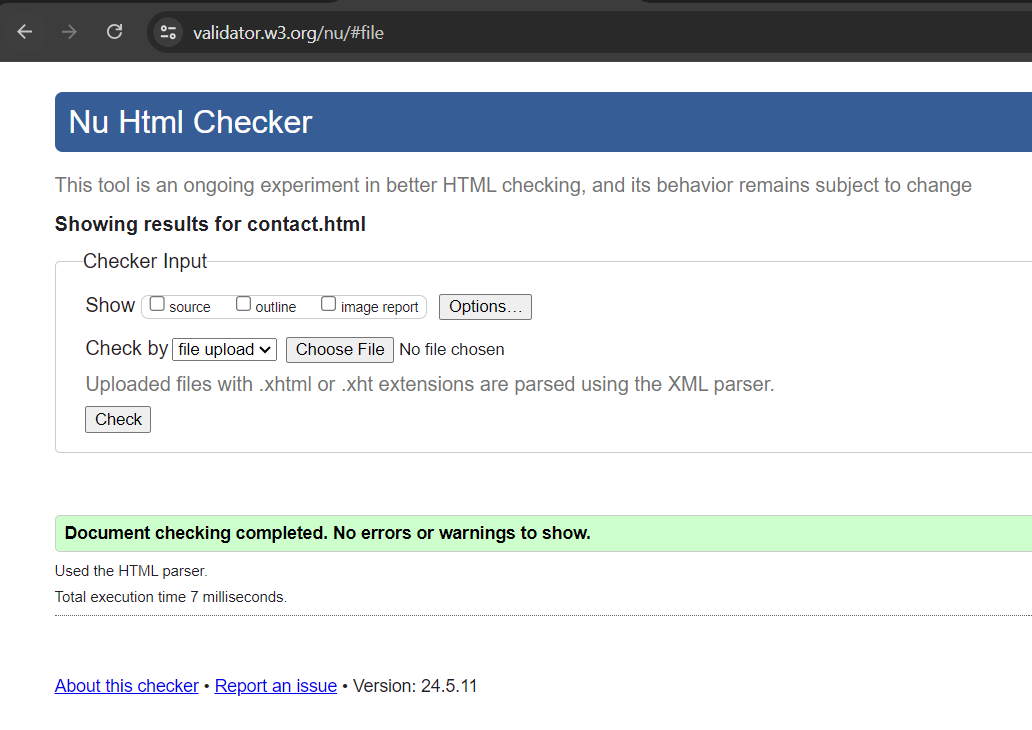 validator.w3.org/nu/#file
Nu Html Checker
This tool is an ongoing experiment in better HTML checking, and its behavior remains subject to change
Showing results for contact.html
Checker Input
Show source outline image report Options...
Check by file upload Choose File No file chosen
Uploaded files with .xhtml or .xht extensions are parsed using the XML parser.
Check
Document checking completed. No errors or warnings to show.
Used the HTML parser.
Total execution time 7 milliseconds.
About this checker • Report an issue • Version: 24.5.11